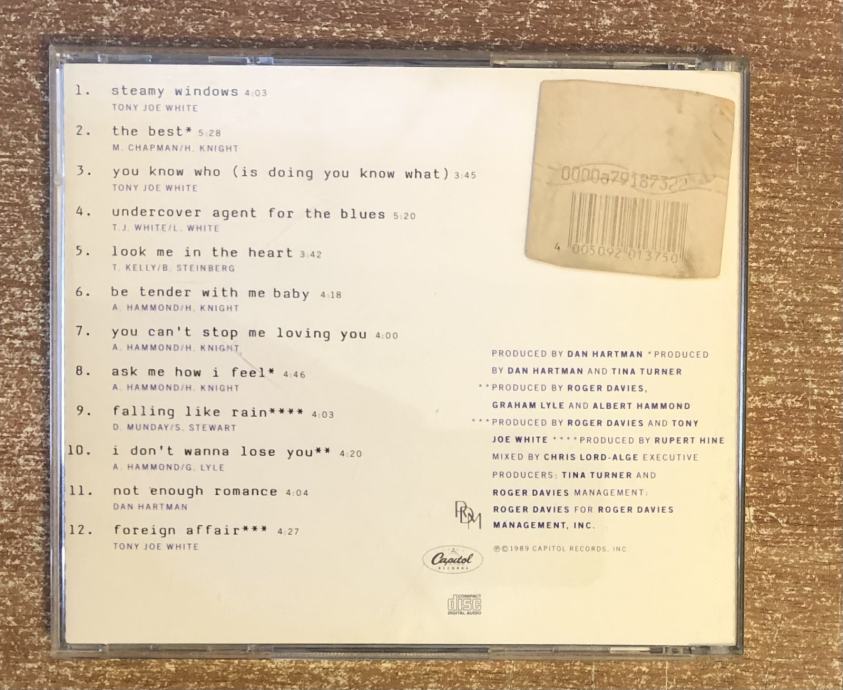 1. steamy windows 4:03
TONY JOE WHITE
2. the best* 5:28
M. CHAPMAN/H. KNIGHT
3. you know who (is doing you know what) 3:45
TONY JOE WHITE
4. undercover agent for the blues 5:20
T.J. WHITE/L. WHITE
5. look me in the heart 3:42
T. KELLY/B. STEINBERG
6. be tender with me baby 4:18
A. HAMMOND/H. KNIGHT
7. you can't stop me loving you 4:00
A. HAMMOND/H. KNIGHT
8. ask me how i feel* 4:46
A. HAMMOND/H. KNIGHT
9. falling like rain**** 4:03
D. MUNDAY/S. STEWART
10. i don't wanna lose you** 4:20
A. HAMMOND/G. LYLE
11. not enough romance 4:04
DAN HARTMAN
12. foreign affair*** 4:27
TONY JOE WHITE
4 005092 013750
PRODUCED BY DAN HARTMAN *PRODUCED
BY DAN HARTMAN AND TINA TURNER
**PRODUCED BY ROGER DAVIES,
GRAHAM LYLE AND ALBERT HAMMOND
***PRODUCED BY ROGER DAVIES AND TONY
JOE WHITE ****PRODUCED BY RUPERT HINE
MIXED BY CHRIS LORD-ALGE EXECUTIVE
PRODUCERS: TINA TURNER AND
ROGER DAVIES MANAGEMENT:
ROGER DAVIES FOR ROGER DAVIES
MANAGEMENT, INC.
RDM
Capitol
RECORDS
℗©1989 CAPITOL RECORDS, INC
COMPACT
disc
DIGITAL AUDIO